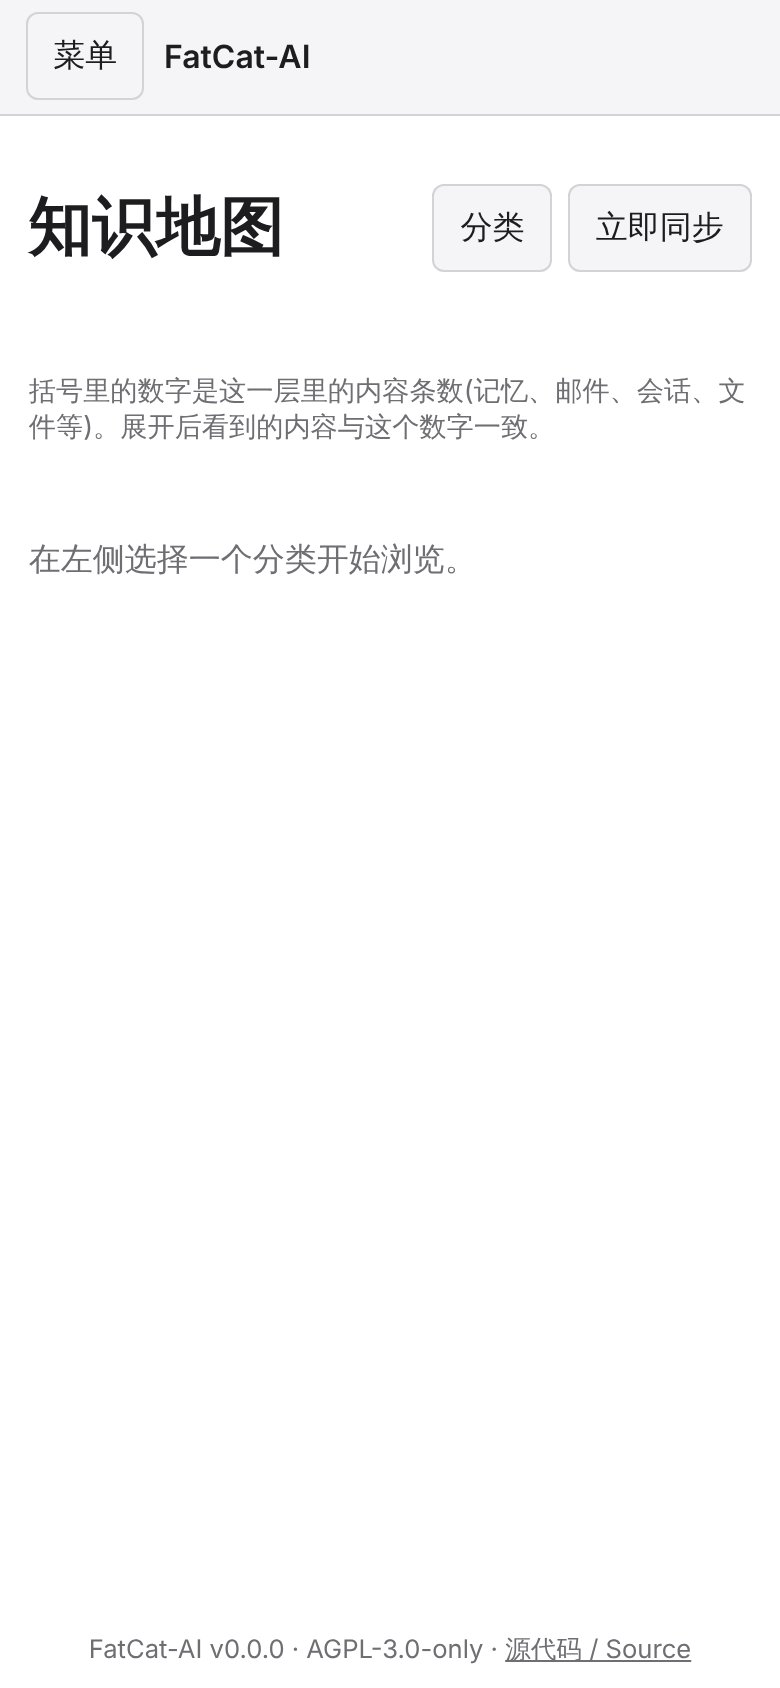 菜单 FatCat-AI
知识地图 分类 立即同步
括号里的数字是这一层里的内容条数(记忆、邮件、会话、文
件等)。展开后看到的内容与这个数字一致。
在左侧选择一个分类开始浏览。
FatCat-AI v0.0.0 · AGPL-3.0-only · 源代码 / Source